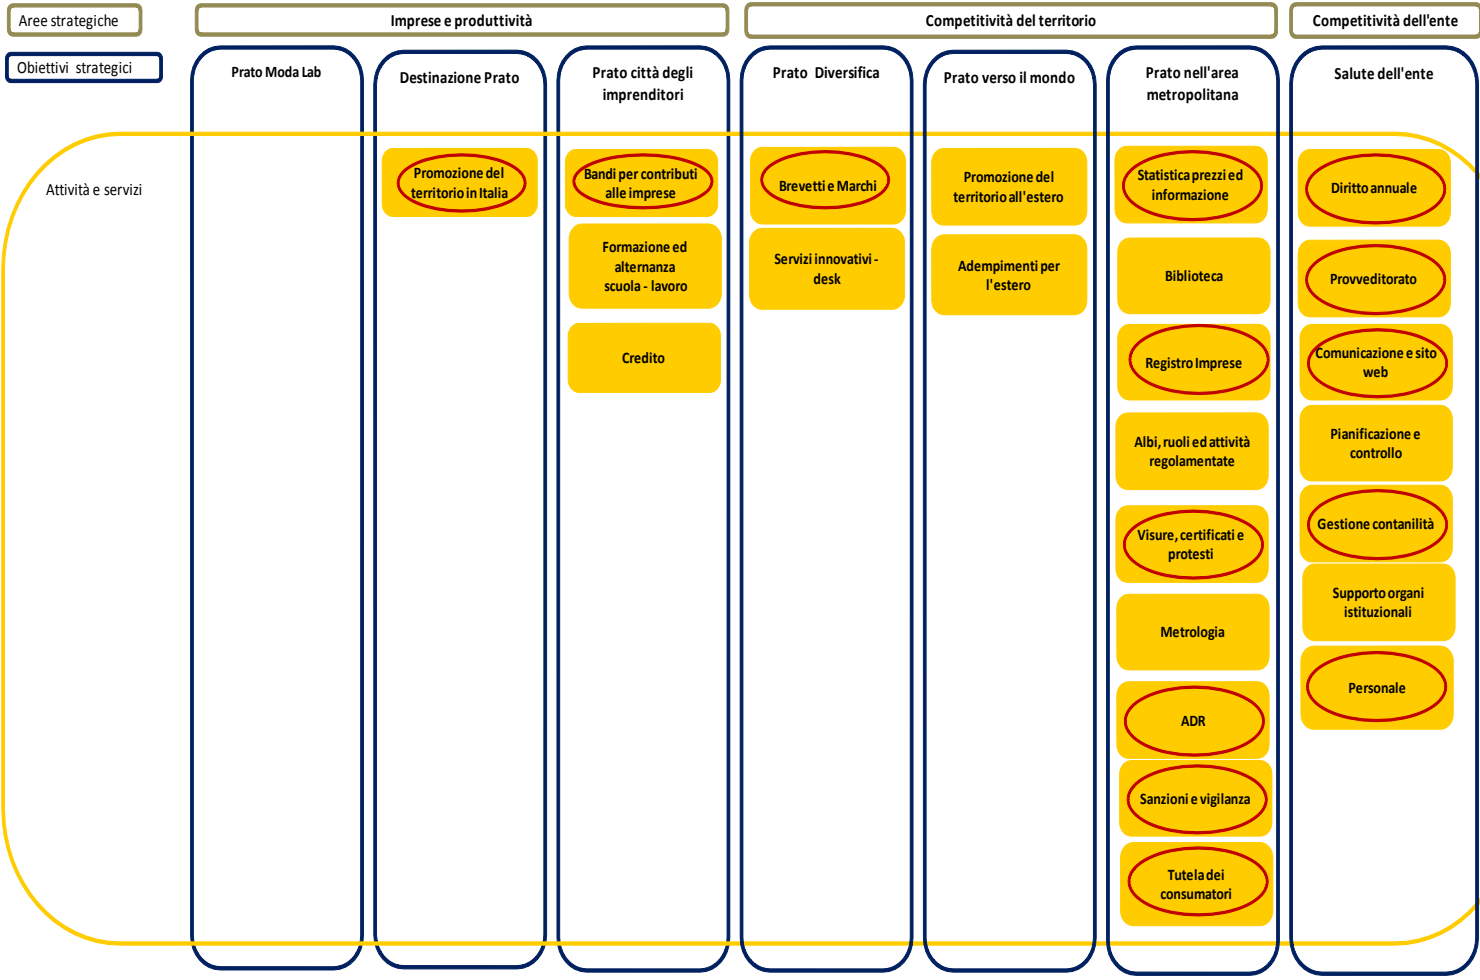 Aree strategiche
Imprese e produttività
Competitività del territorio
Competitività dell'ente
Obiettivi strategici
Prato Moda Lab
Destinazione Prato
Prato città degli
imprenditori
Prato Diversifica
Prato verso il mondo
Prato nell'area
metropolitana
Salute dell'ente
Attività e servizi
Promozione del
territorio in Italia
Bandi per contributi
alle imprese
Formazione ed
alternanza
scuola - lavoro
Credito
Brevetti e Marchi
Servizi innovativi -
desk
Promozione del
territorio all'estero
Adempimenti per
l'estero
Statistica prezzi ed
informazione
Biblioteca
Registro Imprese
Albi, ruoli ed attività
regolamentate
Visure, certificati e
protesti
Metrologia
ADR
Sanzioni e vigilanza
Tutela dei
consumatori
Diritto annuale
Provveditorato
Comunicazione e sito
web
Pianificazione e
controllo
Gestione contanilità
Supporto organi
istituzionali
Personale